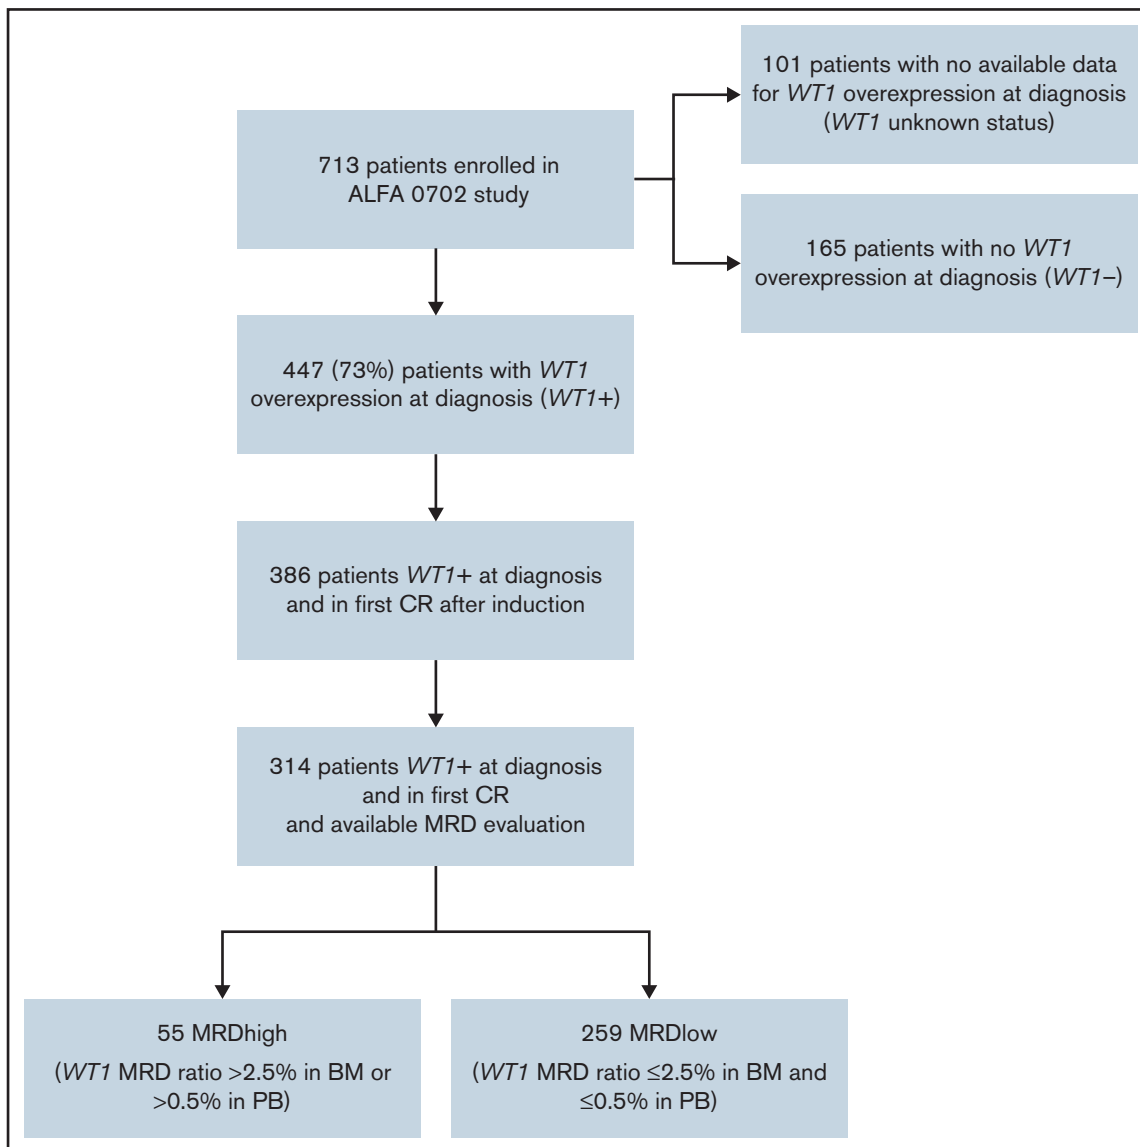 713 patients enrolled in
ALFA 0702 study
101 patients with no available data
for WT1 overexpression at diagnosis
(WT1 unknown status)
165 patients with no WT1
overexpression at diagnosis (WT1–)
447 (73%) patients with WT1
overexpression at diagnosis (WT1+)
386 patients WT1+ at diagnosis
and in first CR after induction
314 patients WT1+ at diagnosis
and in first CR
and available MRD evaluation
55 MRDhigh
(WT1 MRD ratio >2.5% in BM or
>0.5% in PB)
259 MRDlow
(WT1 MRD ratio ≤2.5% in BM and
≤0.5% in PB)